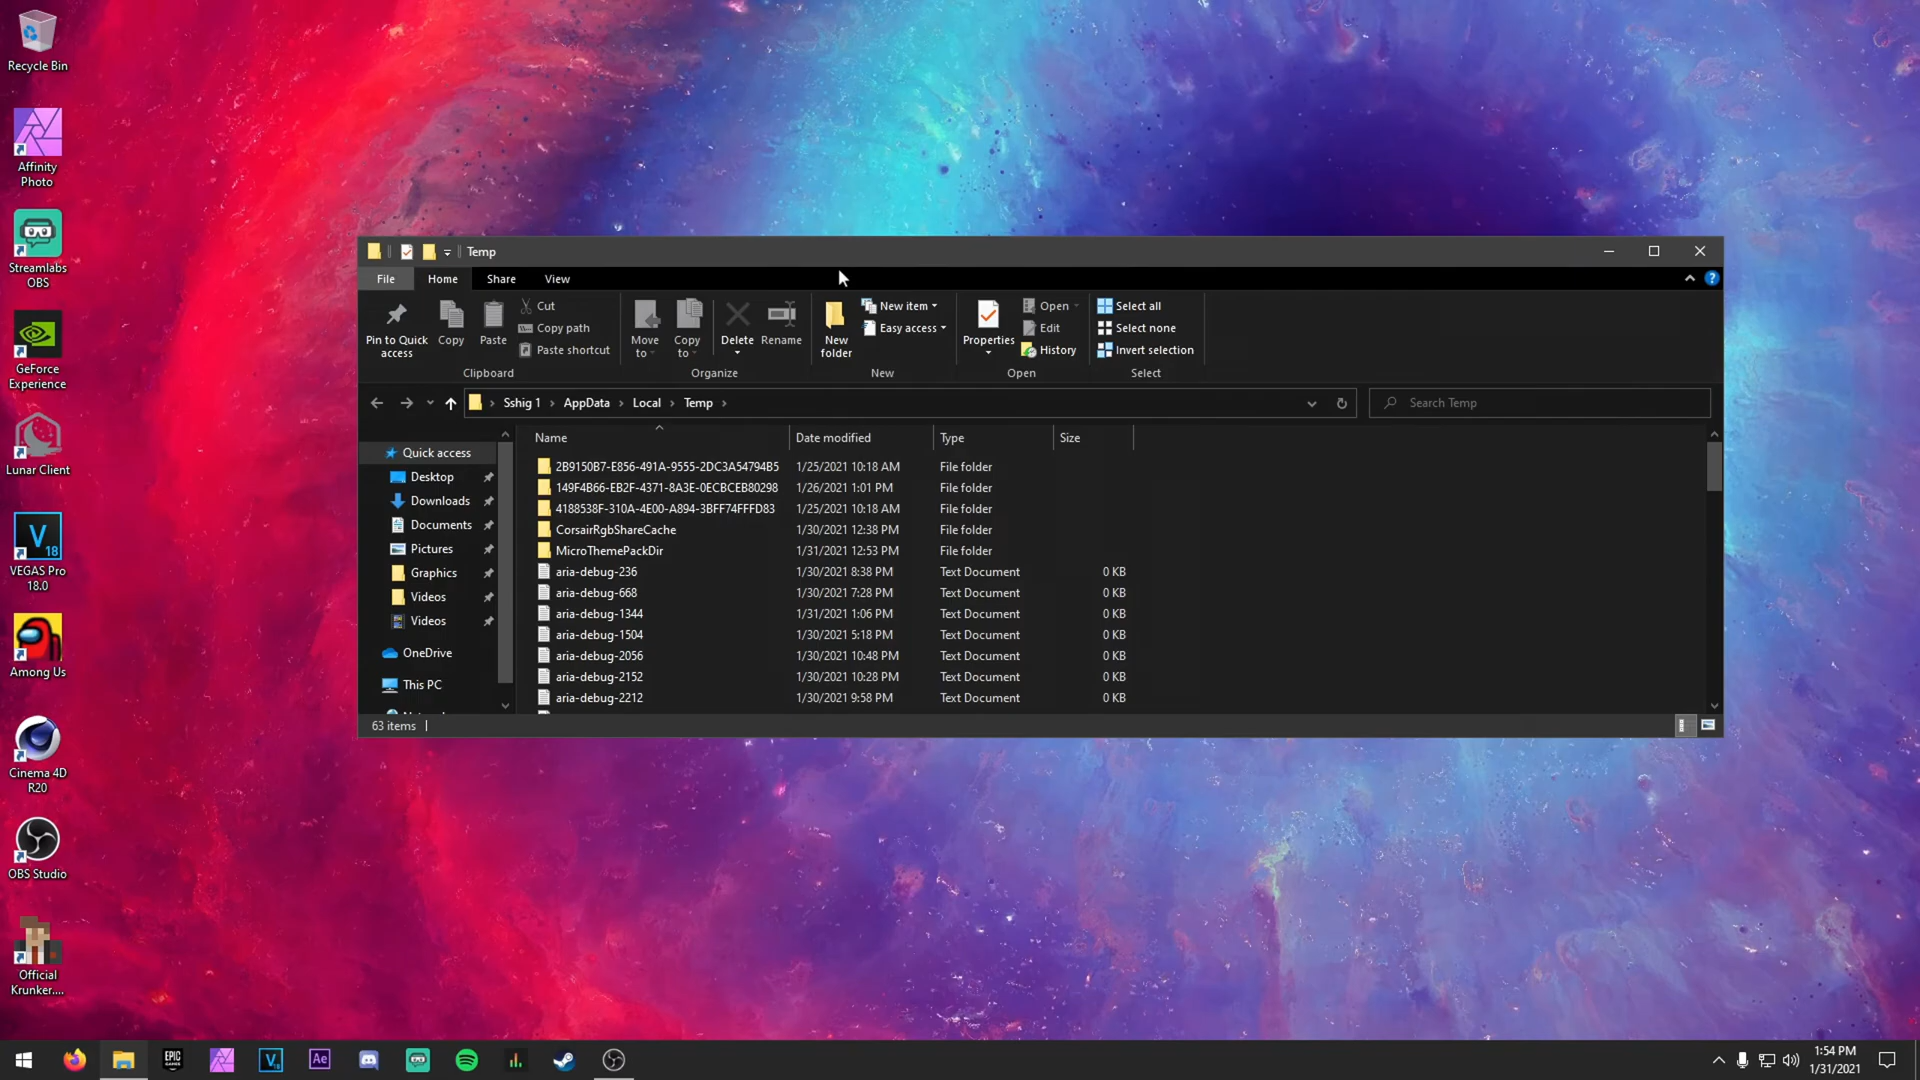 Recycle Bin
Affinity
Photo
Streamlabs
OBS
GeForce
Experience
Lunar Client
V
18
VEGAS Pro
18.0
Among Us
Cinema 4D
R20
OBS Studio
Official
Krunker....
Temp
File Home Share View
Pin to Quick
access
Copy
Paste
Cut
Copy path
Paste shortcut
Clipboard
Move
to
Copy
to
Delete
Rename
Organize
New
folder
New item
Easy access
New
Properties
Open
Edit
History
Open
Select all
Select none
Invert selection
Select
Sshig 1 > AppData > Local > Temp >
Search Temp
Quick access
Desktop
Downloads
Documents
Pictures
Graphics
Videos
Videos
OneDrive
This PC
Name Date modified Type Size
2B9150B7-E856-491A-9555-2DC3A54794B5 1/25/2021 10:18 AM File folder
149F4B66-EB2F-4371-8A3E-0ECBCEB80298 1/26/2021 1:01 PM File folder
4188538F-310A-4E00-A894-3BFF74FFFD83 1/25/2021 10:18 AM File folder
CorsairRgbShareCache 1/30/2021 12:38 PM File folder
MicroThemePackDir 1/31/2021 12:53 PM File folder
aria-debug-236 1/30/2021 8:38 PM Text Document 0 KB
aria-debug-668 1/30/2021 7:28 PM Text Document 0 KB
aria-debug-1344 1/31/2021 1:06 PM Text Document 0 KB
aria-debug-1504 1/30/2021 5:18 PM Text Document 0 KB
aria-debug-2056 1/30/2021 10:48 PM Text Document 0 KB
aria-debug-2152 1/30/2021 10:28 PM Text Document 0 KB
aria-debug-2212 1/30/2021 9:58 PM Text Document 0 KB
63 items
EPIC
GAMES
V
Ae
1:54 PM
1/31/2021